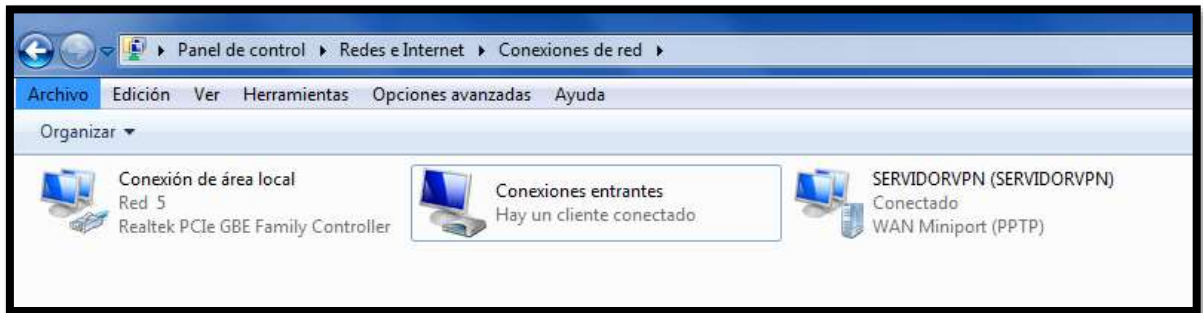 Panel de control ▸ Redes e Internet ▸ Conexiones de red ▸
Archivo Edición Ver Herramientas Opciones avanzadas Ayuda
Organizar ▾
Conexión de área local
Red 5
Realtek PCIe GBE Family Controller
Conexiones entrantes
Hay un cliente conectado
SERVIDORVPN (SERVIDORVPN)
Conectado
WAN Miniport (PPTP)